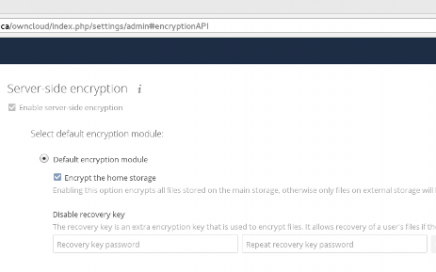 ca/owncloud/index.php/settings/admin#encryptionAPI
Server-side encryption i
Enable server-side encryption
Select default encryption module:
Default encryption module
Encrypt the home storage
Enabling this option encrypts all files stored on the main storage, otherwise only files on external storage will
Disable recovery key
The recovery key is an extra encryption key that is used to encrypt files. It allows recovery of a user's files if the
Recovery key password Repeat recovery key password